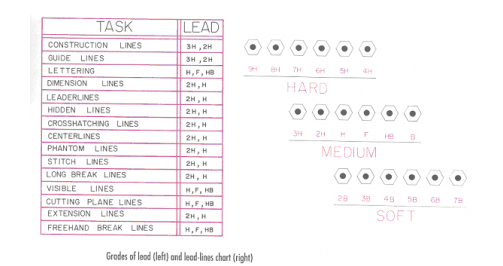 TASK LEAD
CONSTRUCTION LINES 3H,2H
GUIDE LINES 3H,2H
LETTERING H,F,HB
DIMENSION LINES 2H,H
LEADERLINES 2H,H
HIDDEN LINES 2H,H
CROSSHATCHING LINES 2H,H
CENTERLINES 2H,H
PHANTOM LINES 2H,H
STITCH LINES 2H,H
LONG BREAK LINES 2H,H
VISIBLE LINES H,F,HB
CUTTING PLANE LINES H,F,HB
EXTENSION LINES 2H,H
FREEHAND BREAK LINES H,F,HB
9H 8H 7H 6H 5H 4H
HARD
3H 2H H F HB B
MEDIUM
2B 3B 4B 5B 6B 7B
SOFT
Grades of lead (left) and lead-lines chart (right)